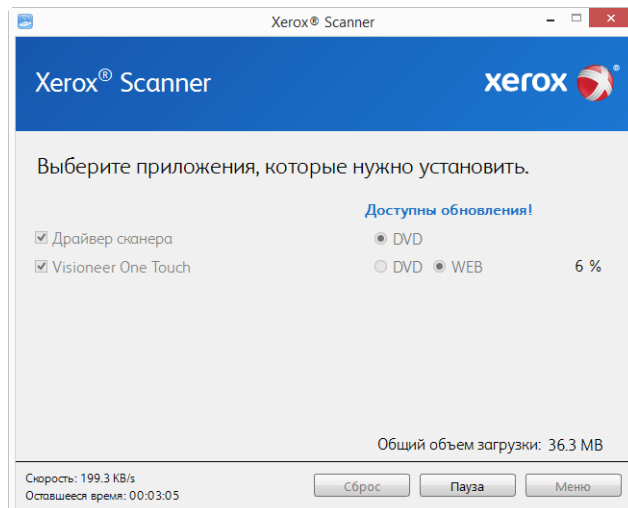 Xerox® Scanner
Xerox® Scanner
xerox®
Выберите приложения, которые нужно установить.
Доступны обновления!
Драйвер сканера DVD
Visioneer One Touch DVD WEB 6 %
Общий объем загрузки: 36.3 MB
Скорость: 199.3 KB/s
Оставшееся время: 00:03:05
Сброс Пауза Меню